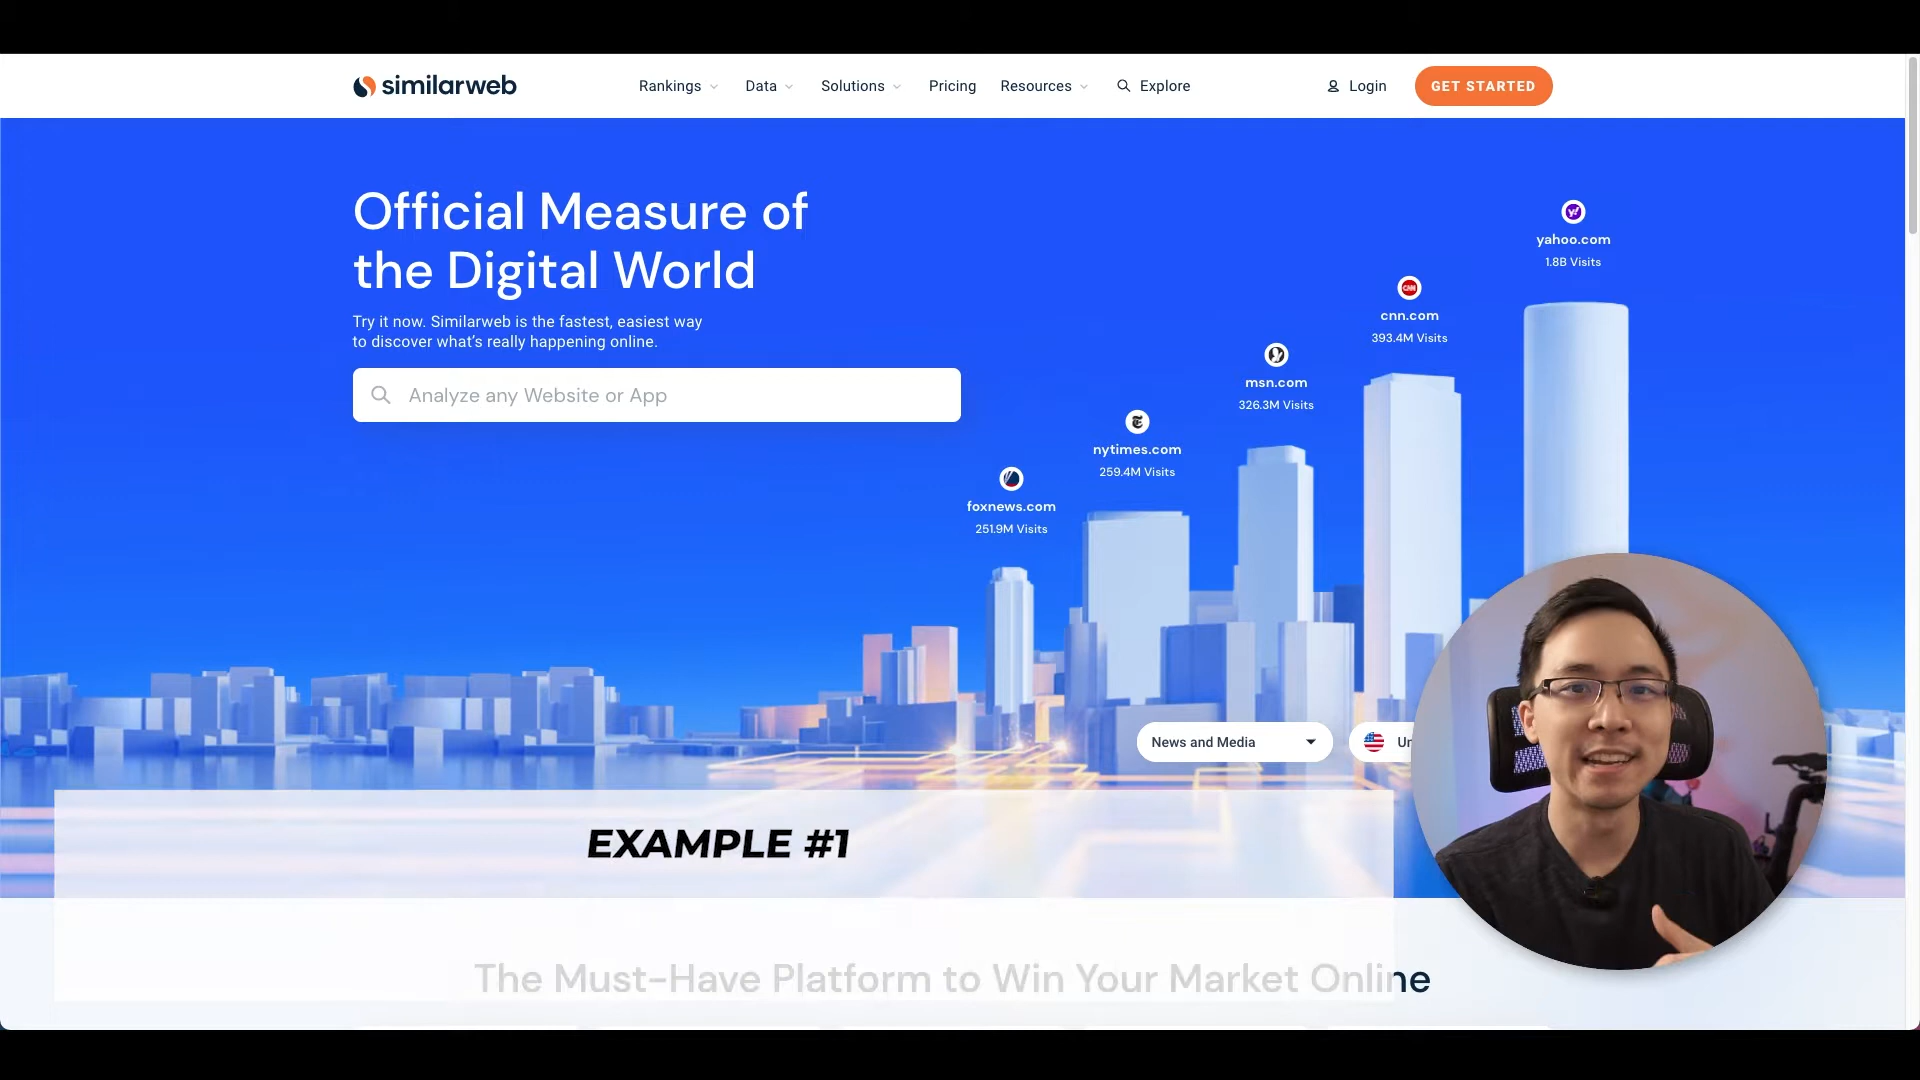 similarweb
Rankings
Data
Solutions
Pricing
Resources
Explore
Login
GET STARTED
Official Measure of
the Digital World
Try it now. Similarweb is the fastest, easiest way
to discover what's really happening online.
Analyze any Website or App
yahoo.com
1.8B Visits
CNN
cnn.com
393.4M Visits
msn.com
326.3M Visits
nytimes.com
259.4M Visits
foxnews.com
251.9M Visits
News and Media
Un
EXAMPLE #1
The Must-Have Platform to Win Your Market Online